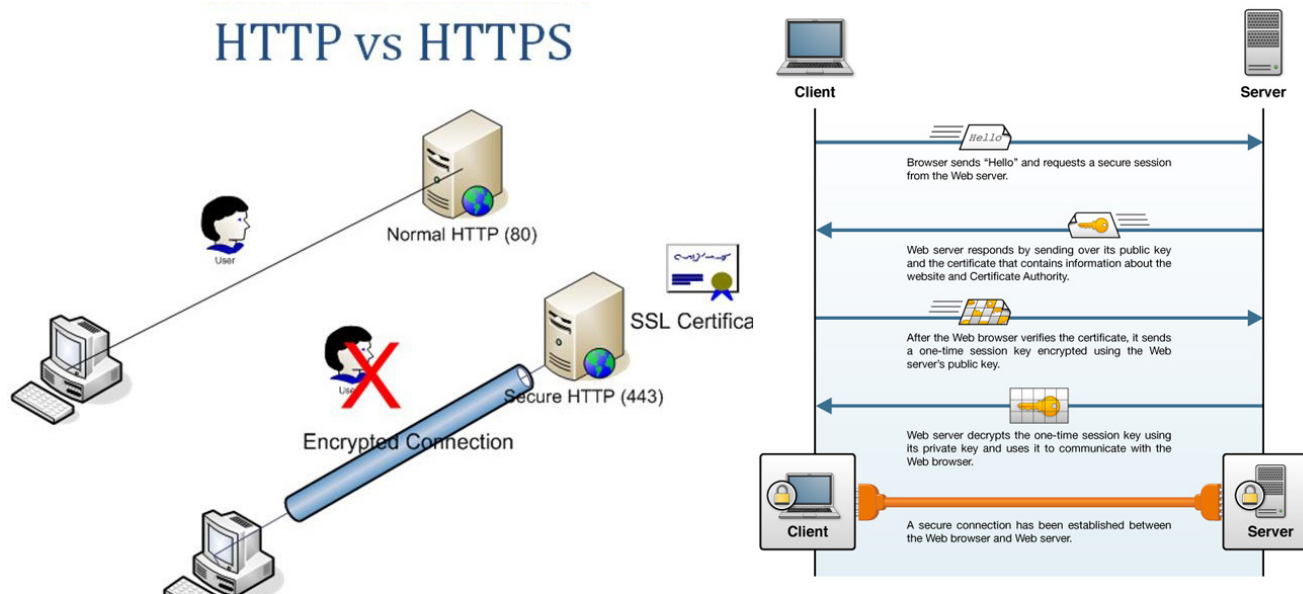 HTTP vs HTTPS
User
Normal HTTP (80)
SSL Certifica
User
Secure HTTP (443)
Encrypted Connection
Client
Server
Hello
Browser sends “Hello” and requests a secure session
from the Web server.
Web server responds by sending over its public key
and the certificate that contains information about the
website and Certificate Authority.
After the Web browser verifies the certificate, it sends
a one-time session key encrypted using the Web
server’s public key.
Web server decrypts the one-time session key using
its private key and uses it to communicate with the
Web browser.
Client
Server
A secure connection has been established between
the Web browser and Web server.